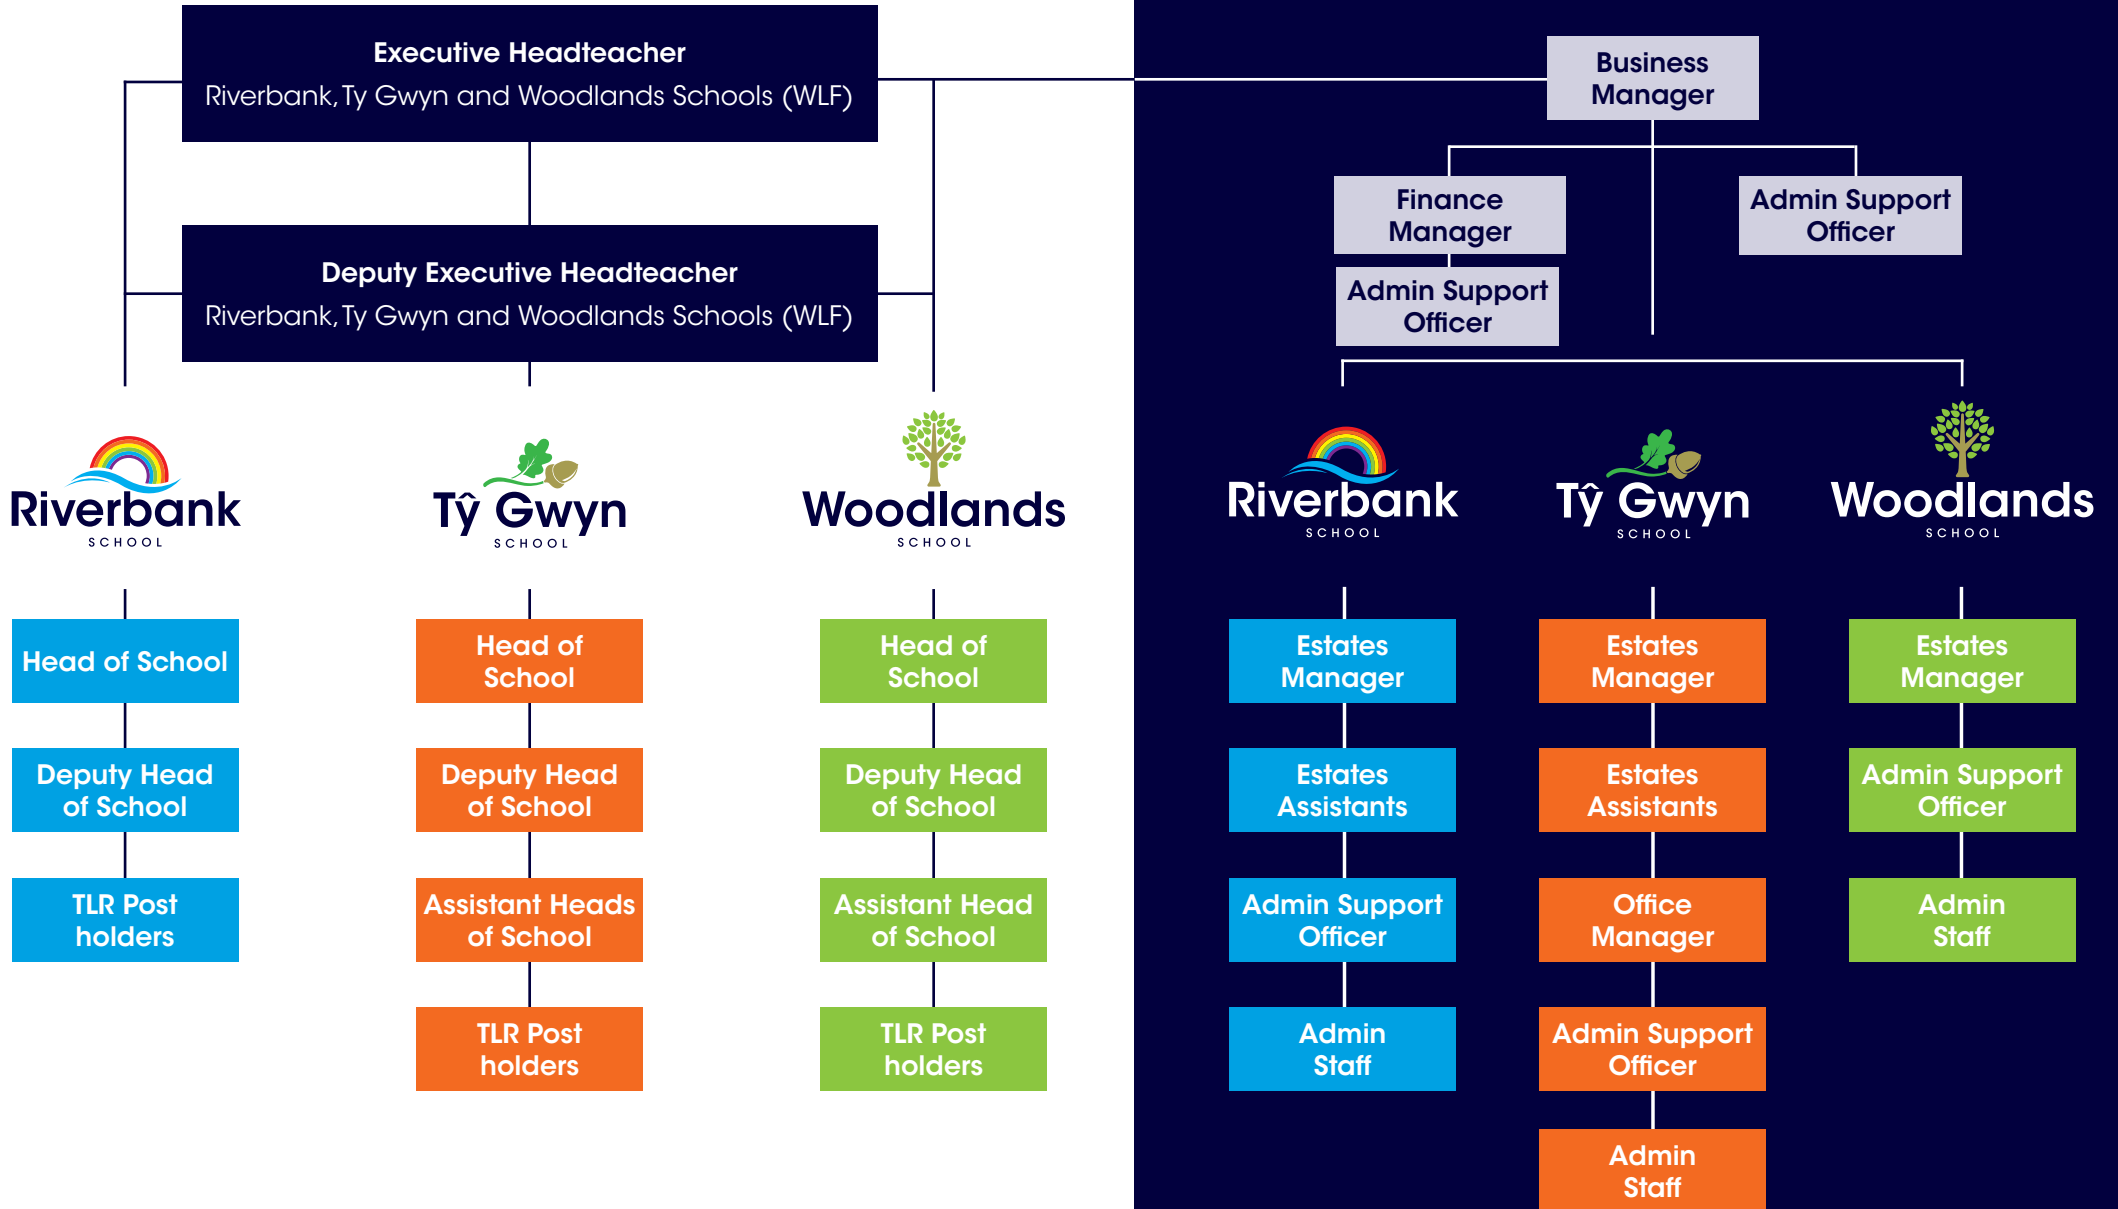 Executive Headteacher
Riverbank, Ty Gwyn and Woodlands Schools (WLF)
Deputy Executive Headteacher
Riverbank, Ty Gwyn and Woodlands Schools (WLF)
Riverbank
SCHOOL
Head of School
Deputy Head
of School
TLR Post
holders
Tŷ Gwyn
SCHOOL
Head of
School
Deputy Head
of School
Assistant Heads
of School
TLR Post
holders
Woodlands
SCHOOL
Head of
School
Deputy Head
of School
Assistant Head
of School
TLR Post
holders
Business
Manager
Finance
Manager
Admin Support
Officer
Admin Support
Officer
Riverbank
SCHOOL
Estates
Manager
Estates
Assistants
Admin Support
Officer
Admin
Staff
Tŷ Gwyn
SCHOOL
Estates
Manager
Estates
Assistants
Office
Manager
Admin Support
Officer
Admin
Staff
Woodlands
SCHOOL
Estates
Manager
Admin Support
Officer
Admin
Staff